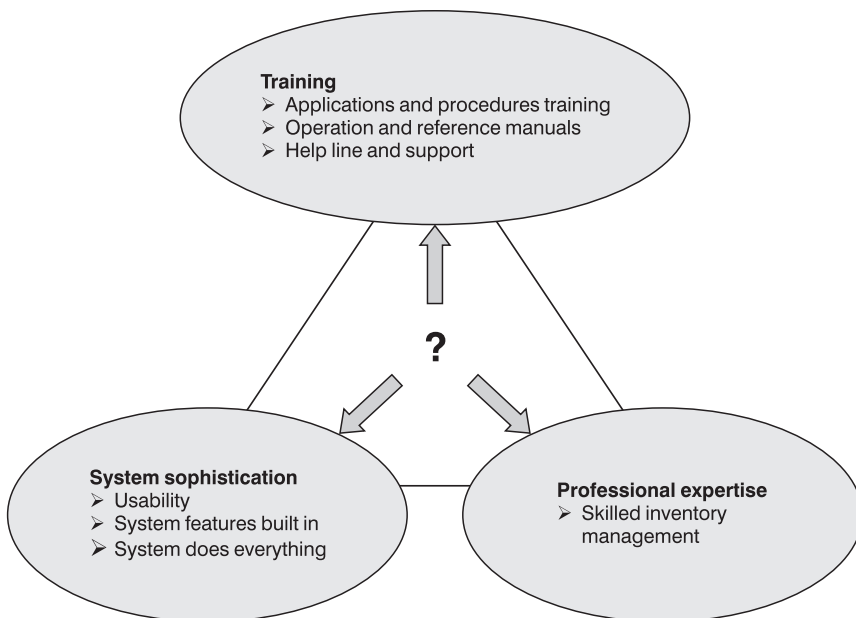 Training
➢ Applications and procedures training
➢ Operation and reference manuals
➢ Help line and support
?
System sophistication
➢ Usability
➢ System features built in
➢ System does everything
Professional expertise
➢ Skilled inventory
management